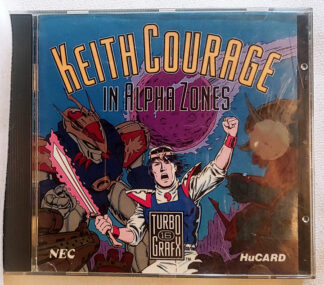 KEITH COURAGE
IN ALPHA ZONES
TURBO
16
GRAFX
NEC
HuCARD